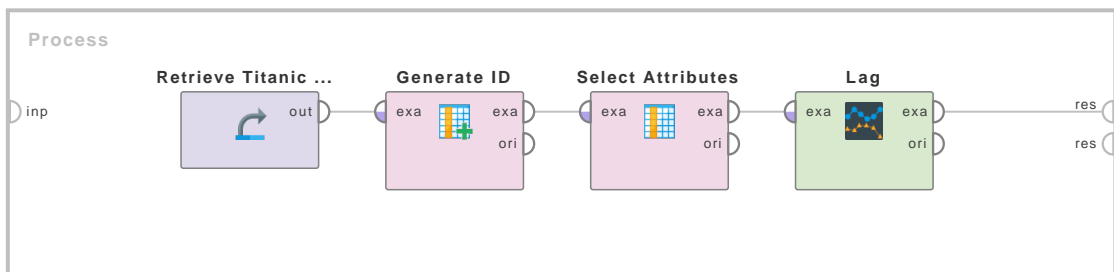 Process
Retrieve Titanic ...
Generate ID
Select Attributes
Lag
inp
out
exa
exa
exa
exa
exa
exa
res
ori
ori
ori
res